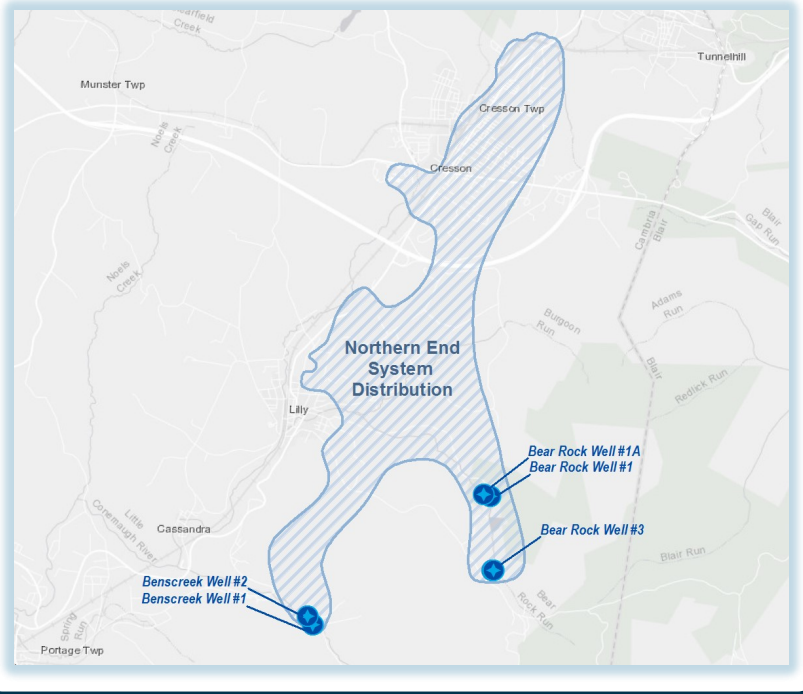 Clearfield
Creek
Tunnelhill
Munster Twp
Cresson Twp
Noels
Creek
Cresson
Blair
Gap Run
Cambria
Blair
Noels
Creek
Adams
Run
Burgoon
Run
Northern End
System
Distribution
Blair
Redlick Run
Lilly
Bear Rock Well #1A
Bear Rock Well #1
Little
Conemaugh River
Cassandra
Bear Rock Well #3
Blair Run
Benscreek Well #2
Benscreek Well #1
Bear
Rock Run
Spring
Run
Portage Twp